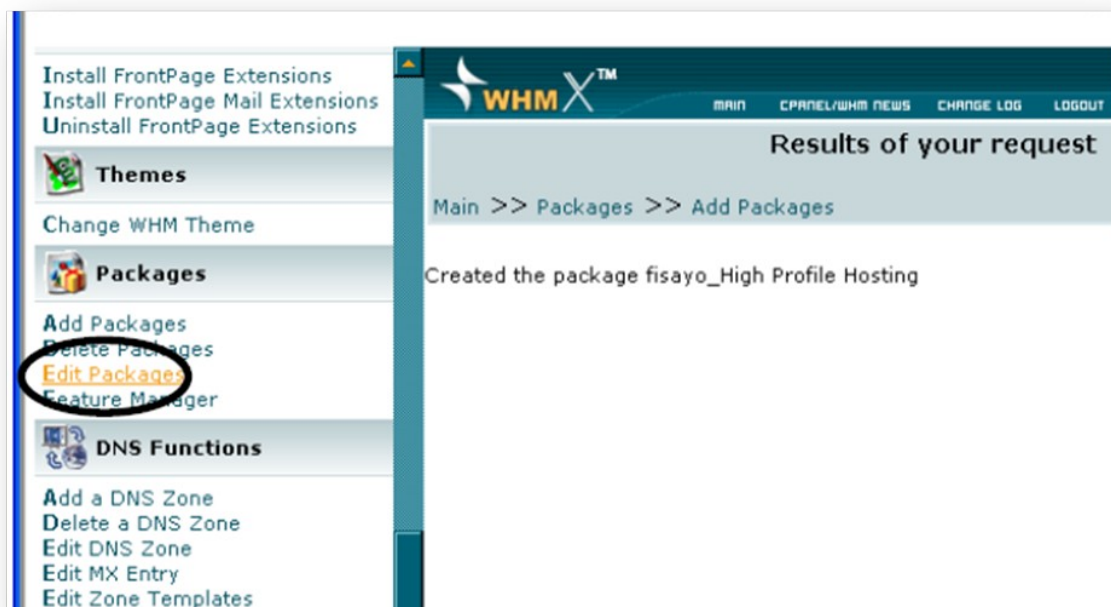 Install FrontPage Extensions
Install FrontPage Mail Extensions
Uninstall FrontPage Extensions
Themes
Change WHM Theme
Packages
Add Packages
Delete Packages
Edit Packages
Feature Manager
DNS Functions
Add a DNS Zone
Delete a DNS Zone
Edit DNS Zone
Edit MX Entry
Edit Zone Templates
WHM X™
MAIN CPANEL/WHM NEWS CHANGE LOG LOGOUT
Results of your request
Main >> Packages >> Add Packages
Created the package fisayo_High Profile Hosting